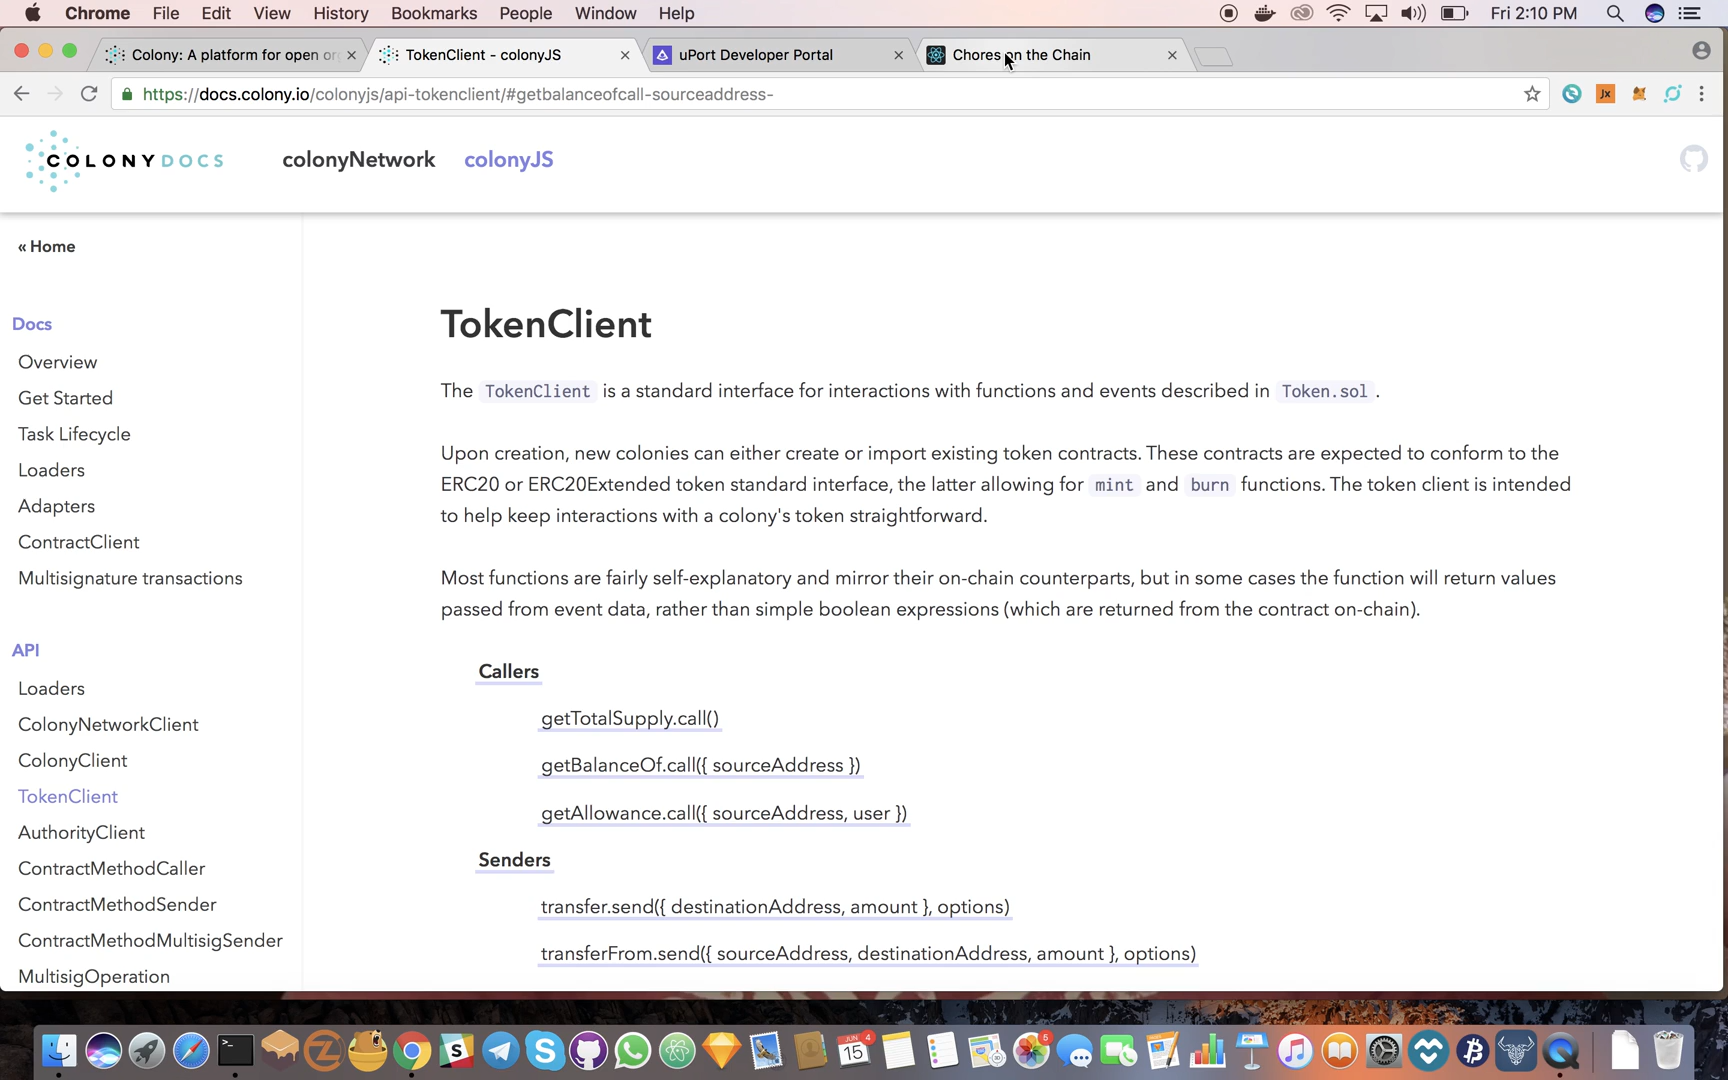 Chrome File Edit View History Bookmarks People Window Help Fri 2:10 PM
Colony: A platform for open or
TokenClient - colonyJS
uPort Developer Portal
Chores on the Chain
https://docs.colony.io/colonyjs/api-tokenclient/#getbalanceofcall-sourceaddress-
Jx
COLONYDOCS
colonyNetwork colonyJS
« Home
Docs
Overview
Get Started
Task Lifecycle
Loaders
Adapters
ContractClient
Multisignature transactions
API
Loaders
ColonyNetworkClient
ColonyClient
TokenClient
AuthorityClient
ContractMethodCaller
ContractMethodSender
ContractMethodMultisigSender
MultisigOperation
TokenClient
The TokenClient is a standard interface for interactions with functions and events described in Token.sol .
Upon creation, new colonies can either create or import existing token contracts. These contracts are expected to conform to the
ERC20 or ERC20Extended token standard interface, the latter allowing for mint and burn functions. The token client is intended
to help keep interactions with a colony's token straightforward.
Most functions are fairly self-explanatory and mirror their on-chain counterparts, but in some cases the function will return values
passed from event data, rather than simple boolean expressions (which are returned from the contract on-chain).
Callers
getTotalSupply.call()
getBalanceOf.call({ sourceAddress })
getAllowance.call({ sourceAddress, user })
Senders
transfer.send({ destinationAddress, amount }, options)
transferFrom.send({ sourceAddress, destinationAddress, amount }, options)
JUN
15
4
5